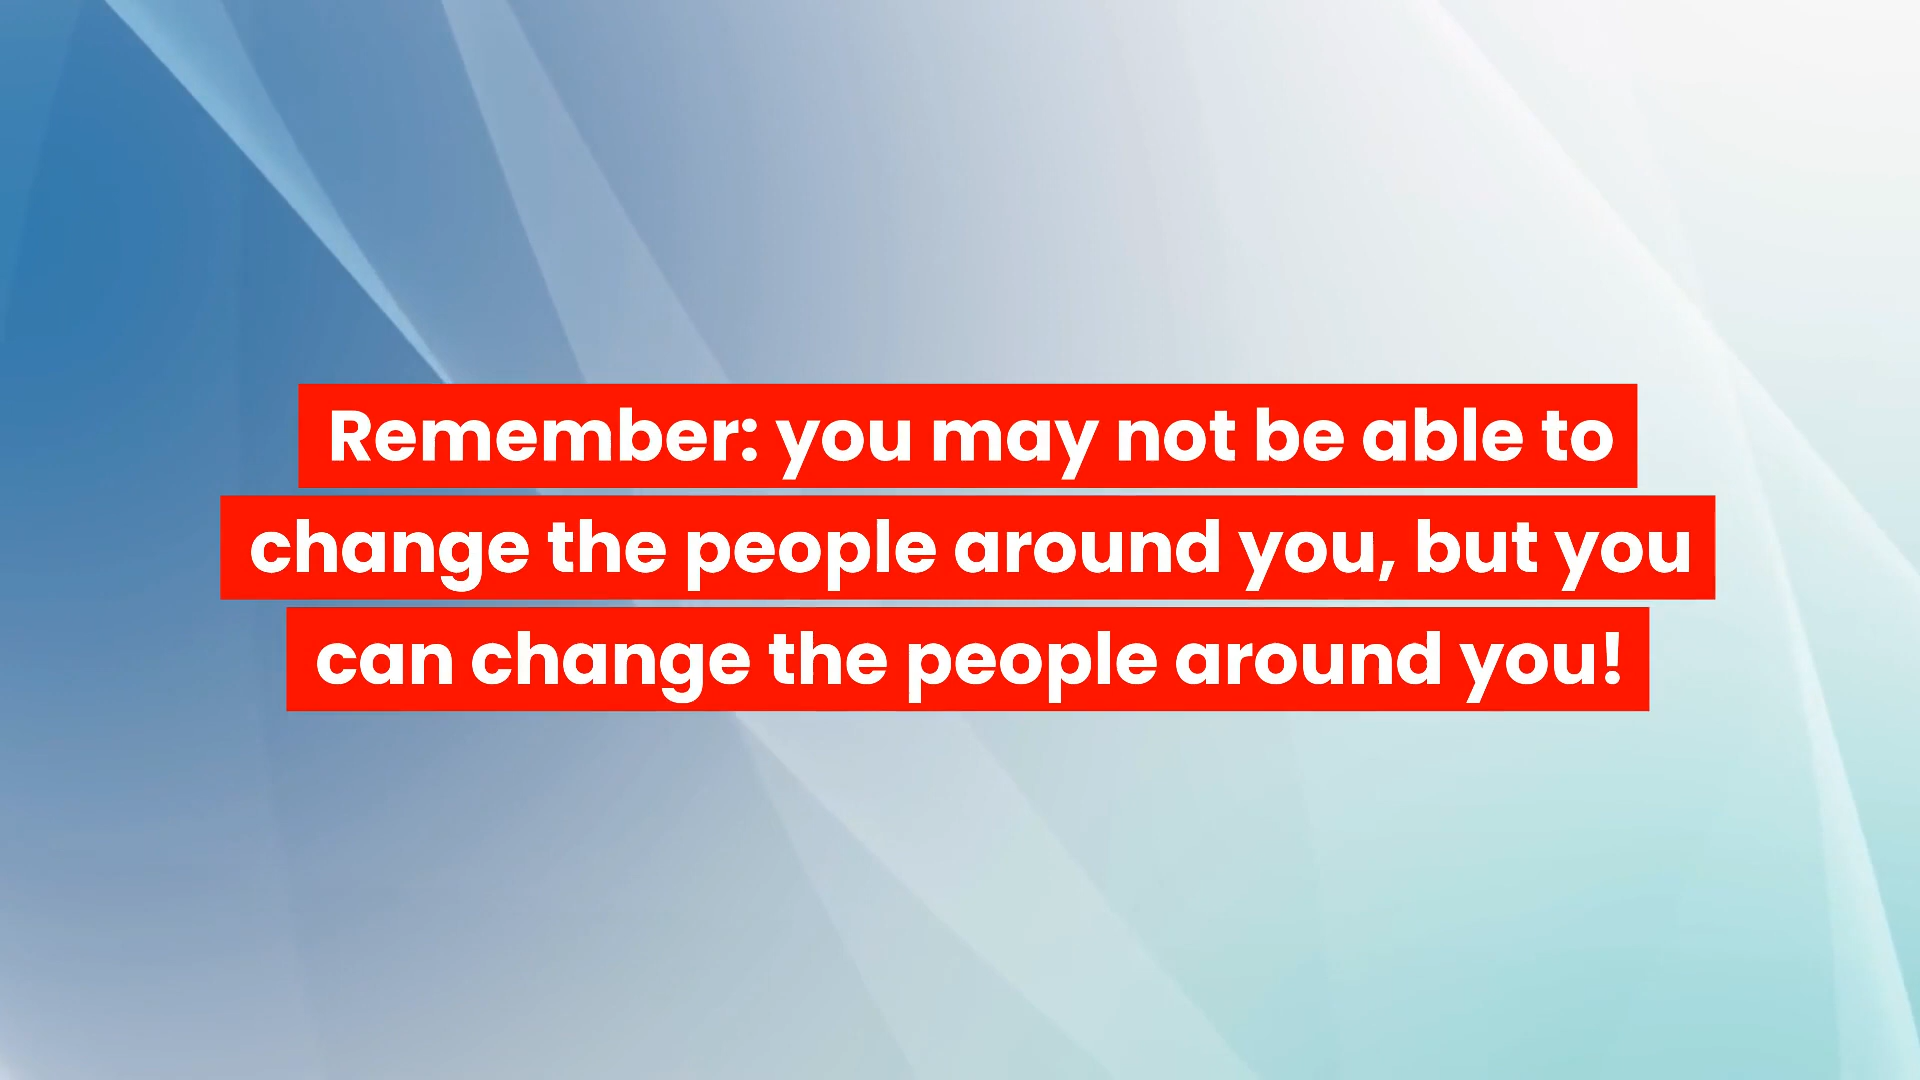 Remember: you may not be able to
change the people around you, but you
can change the people around you!